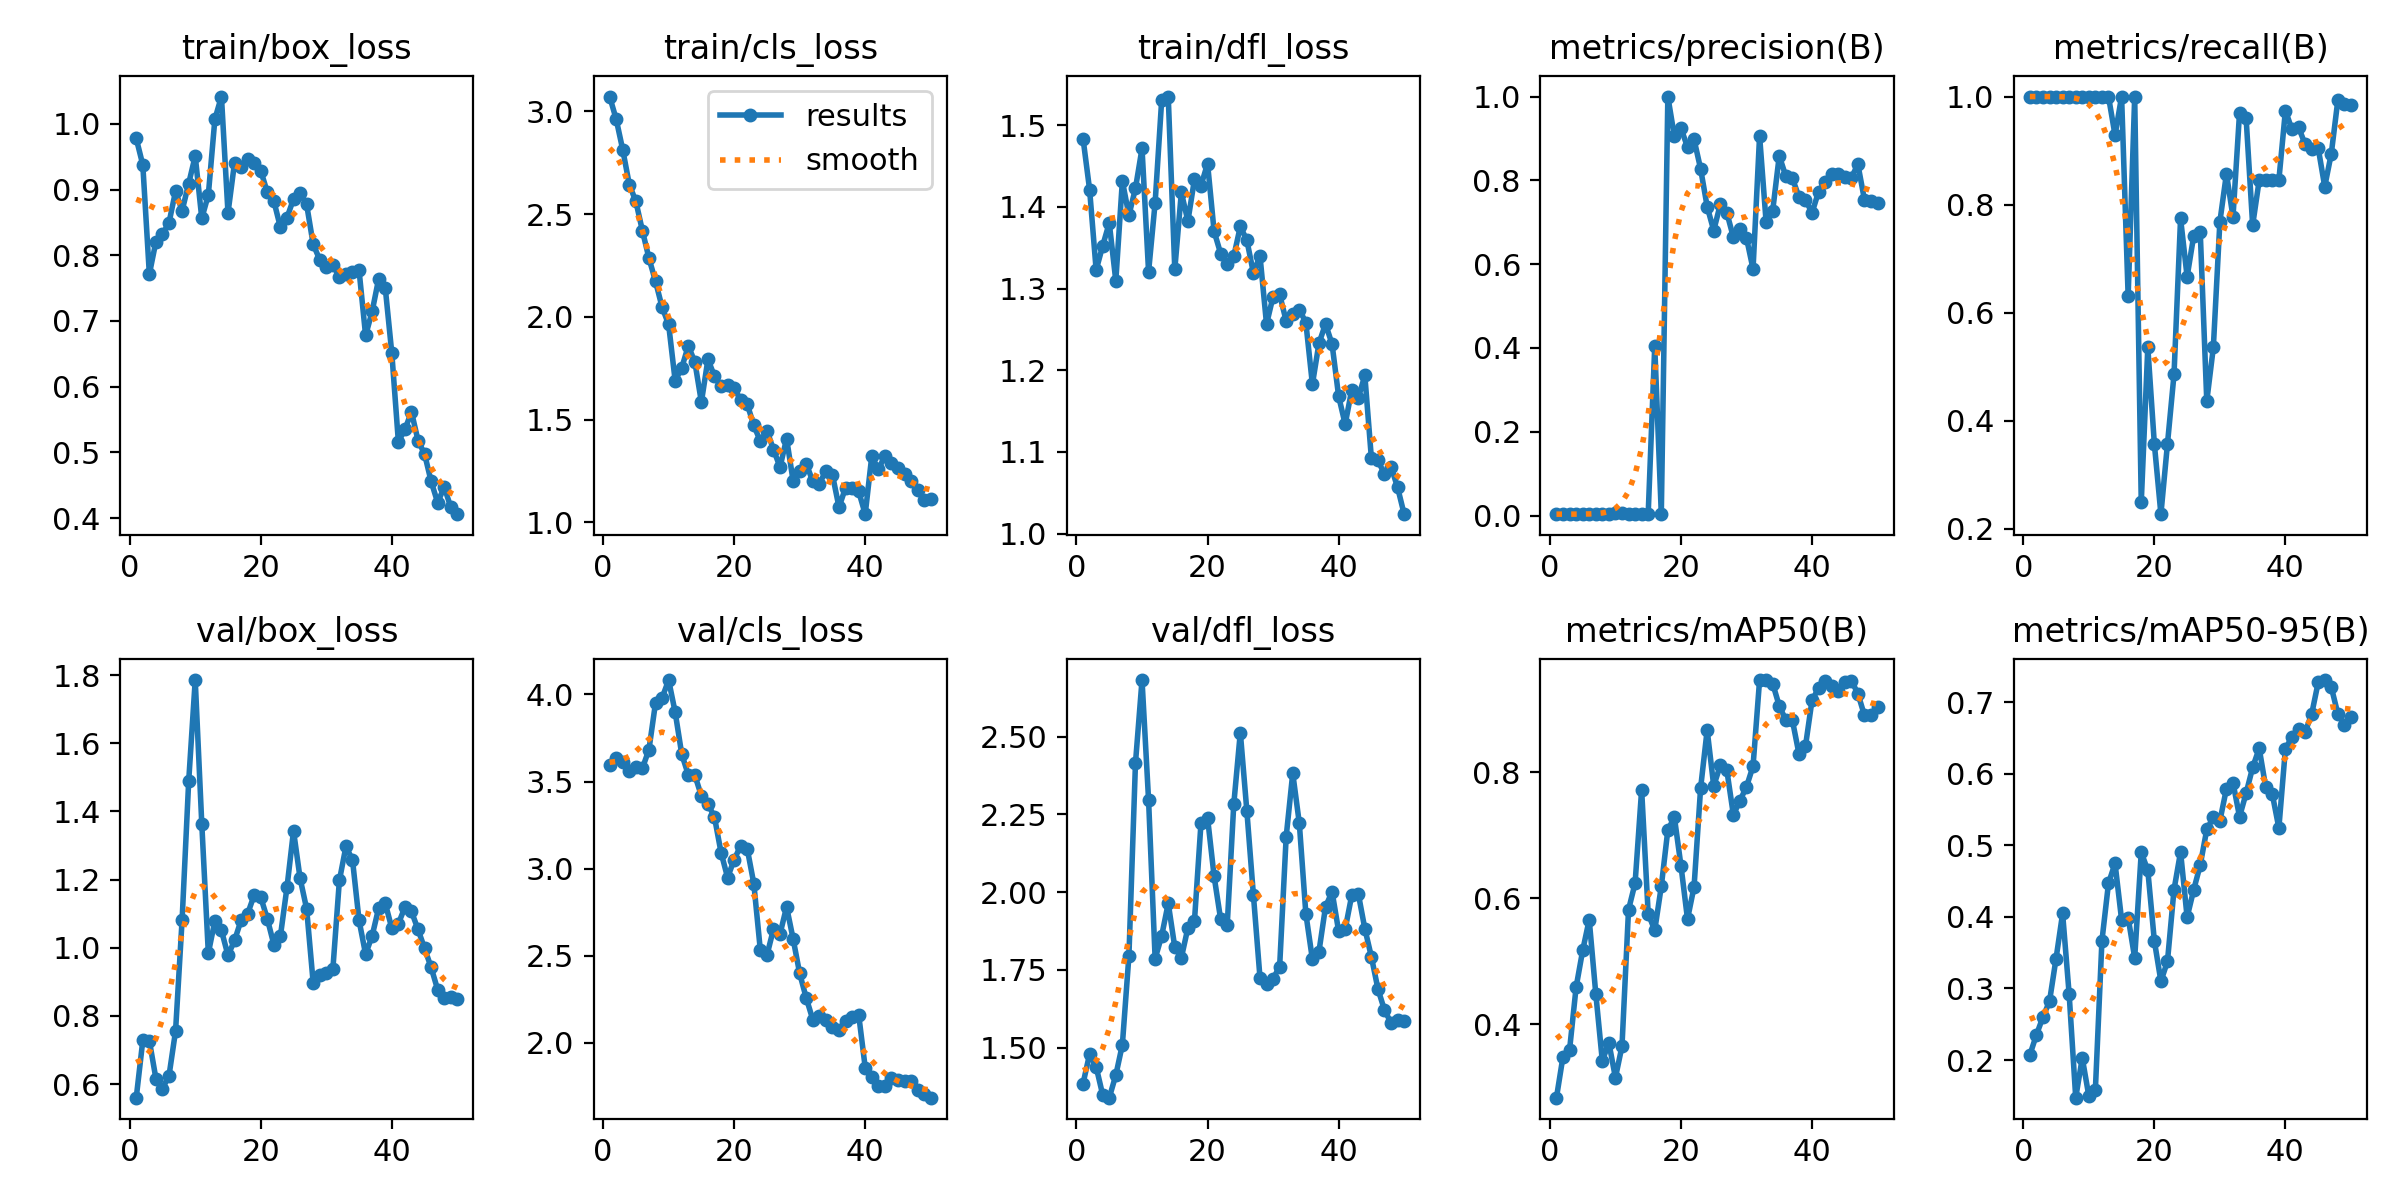 train/box_loss
train/cls_loss
train/dfl_loss
metrics/precision(B)
metrics/recall(B)
1.0
0.9
0.8
0.7
0.6
0.5
0.4
0 20 40
3.0
2.5
2.0
1.5
1.0
0 20 40
results
smooth
1.5
1.4
1.3
1.2
1.1
1.0
0 20 40
1.0
0.8
0.6
0.4
0.2
0.0
0 20 40
1.0
0.8
0.6
0.4
0.2
0 20 40
val/box_loss
val/cls_loss
val/dfl_loss
metrics/mAP50(B)
metrics/mAP50-95(B)
1.8
1.6
1.4
1.2
1.0
0.8
0.6
0 20 40
4.0
3.5
3.0
2.5
2.0
0 20 40
2.50
2.25
2.00
1.75
1.50
0 20 40
0.8
0.6
0.4
0 20 40
0.7
0.6
0.5
0.4
0.3
0.2
0 20 40